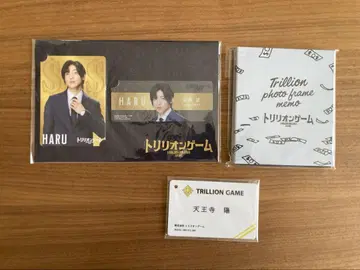 HARU
トリリオンゲーム
HARU
トリリオンゲーム
Trillion
photo frame
memo
トリリオンゲーム
TRILLION GAME
天王寺 陽